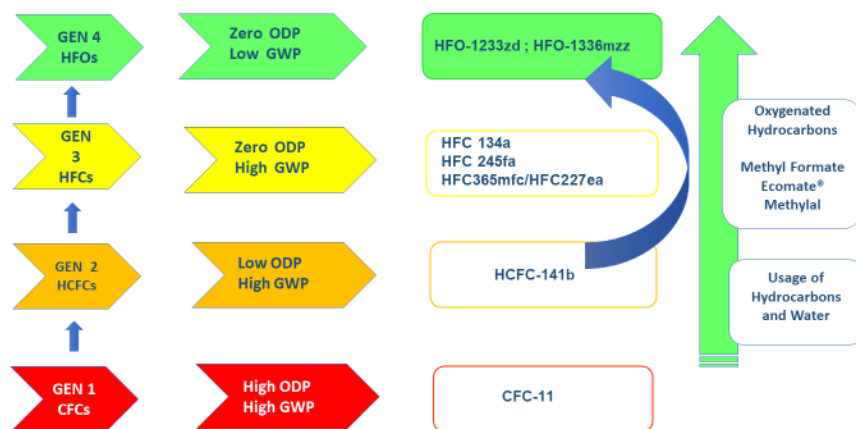 GEN 4
HFOs
Zero ODP
Low GWP
HFO-1233zd ; HFO-1336mzz
GEN
3
HFCs
Zero ODP
High GWP
HFC 134a
HFC 245fa
HFC365mfc/HFC227ea
Oxygenated
Hydrocarbons
Methyl Formate
Ecomate®
Methylal
GEN 2
HCFCs
Low ODP
High GWP
HCFC-141b
Usage of
Hydrocarbons
and Water
GEN 1
CFCs
High ODP
High GWP
CFC-11